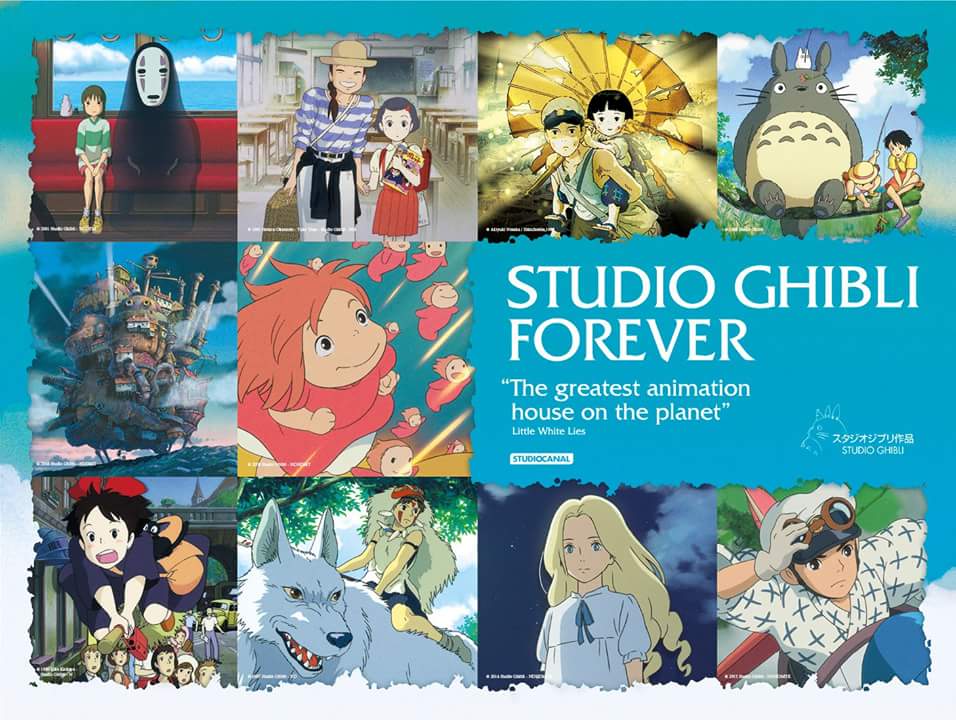 STUDIO GHIBLI
FOREVER
“The greatest animation
house on the planet”
Little White Lies
STUDIOCANAL
スタジオジブリ作品
STUDIO GHIBLI